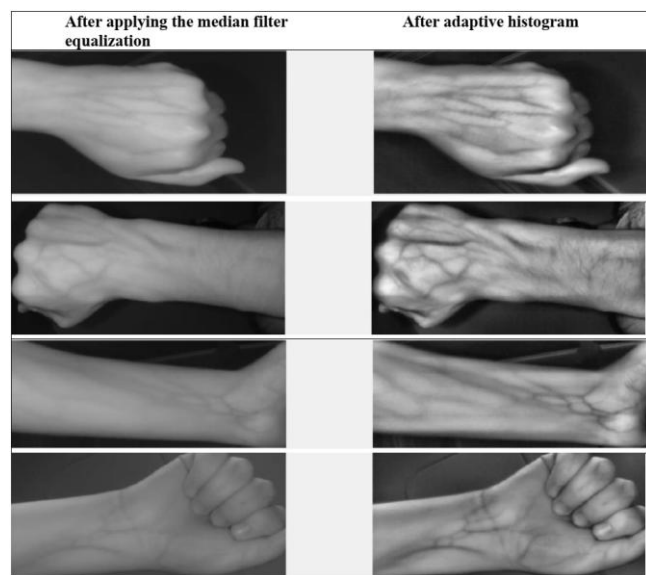 After applying the median filter
equalization
After adaptive histogram